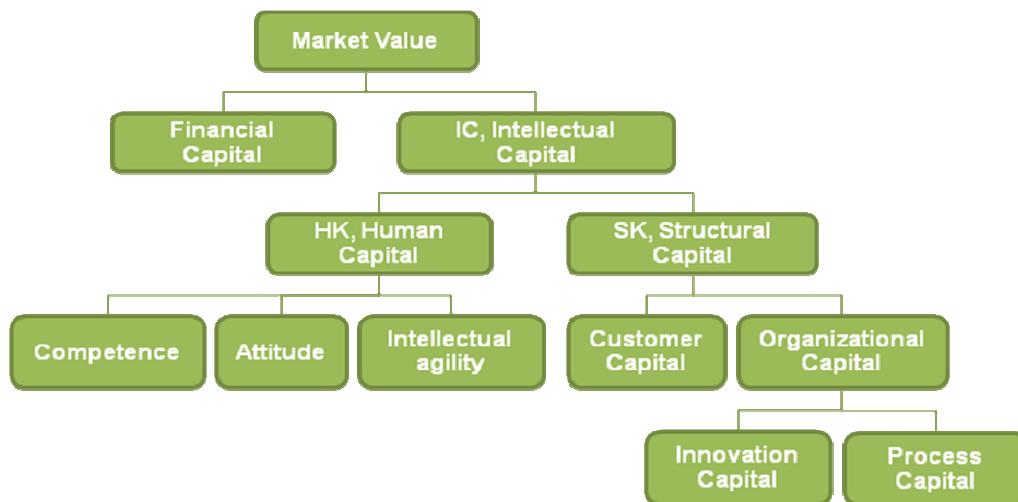 Market Value
Financial
Capital
IC, Intellectual
Capital
HK, Human
Capital
SK, Structural
Capital
Competence
Attitude
Intellectual
agility
Customer
Capital
Organizational
Capital
Innovation
Capital
Process
Capital